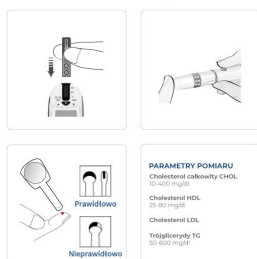 Prawidłowo
Nieprawidłowo
PARAMETRY POMIARU
Cholesterol całkowity CHOL
10-400 mg/dl
Cholesterol HDL
25-80 mg/dl
Cholesterol LDL
Trójglicerydy TG
50-600 mg/dl